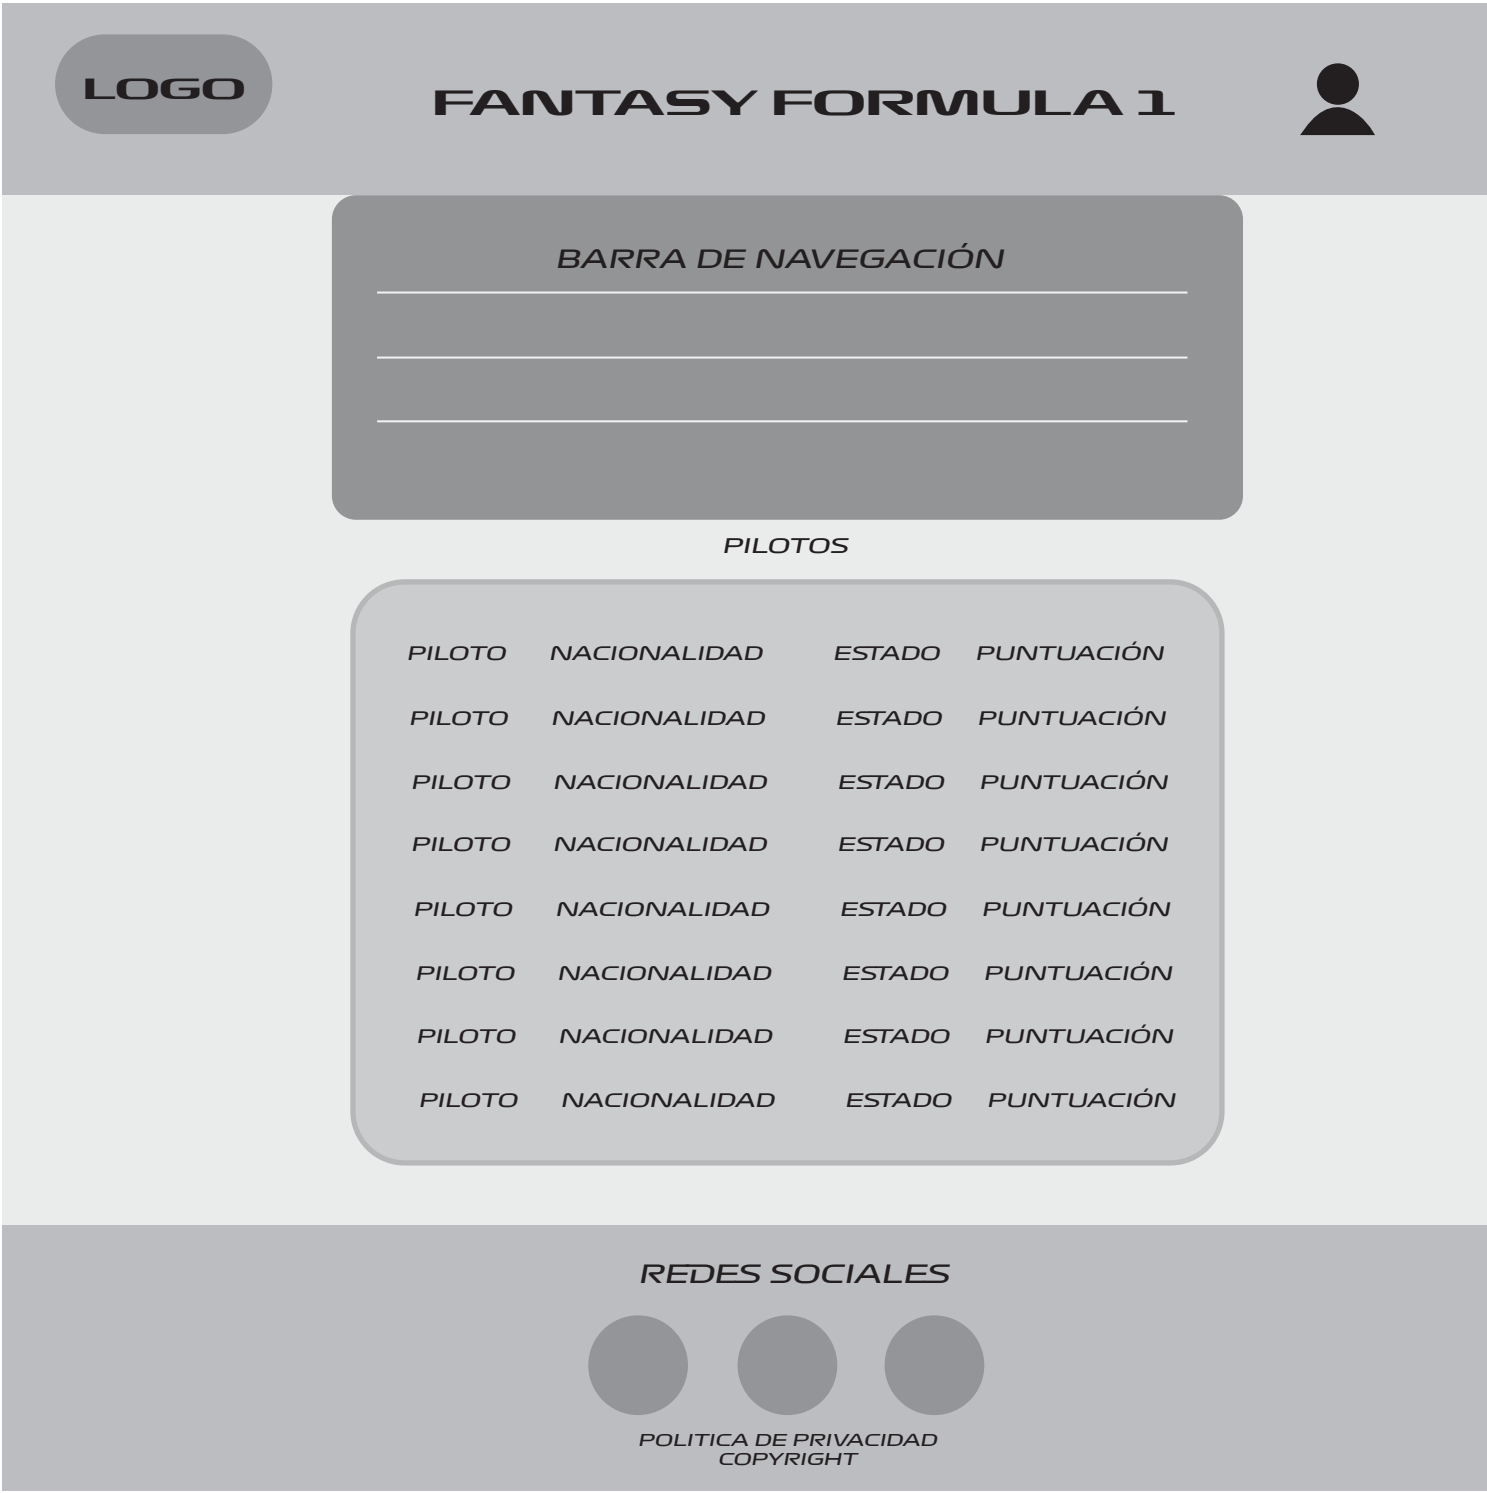 LOGO
FANTASY FORMULA 1
BARRA DE NAVEGACIÓN
PILOTOS
PILOTO NACIONALIDAD ESTADO PUNTUACIÓN
PILOTO NACIONALIDAD ESTADO PUNTUACIÓN
PILOTO NACIONALIDAD ESTADO PUNTUACIÓN
PILOTO NACIONALIDAD ESTADO PUNTUACIÓN
PILOTO NACIONALIDAD ESTADO PUNTUACIÓN
PILOTO NACIONALIDAD ESTADO PUNTUACIÓN
PILOTO NACIONALIDAD ESTADO PUNTUACIÓN
PILOTO NACIONALIDAD ESTADO PUNTUACIÓN
REDES SOCIALES
POLITICA DE PRIVACIDAD
COPYRIGHT